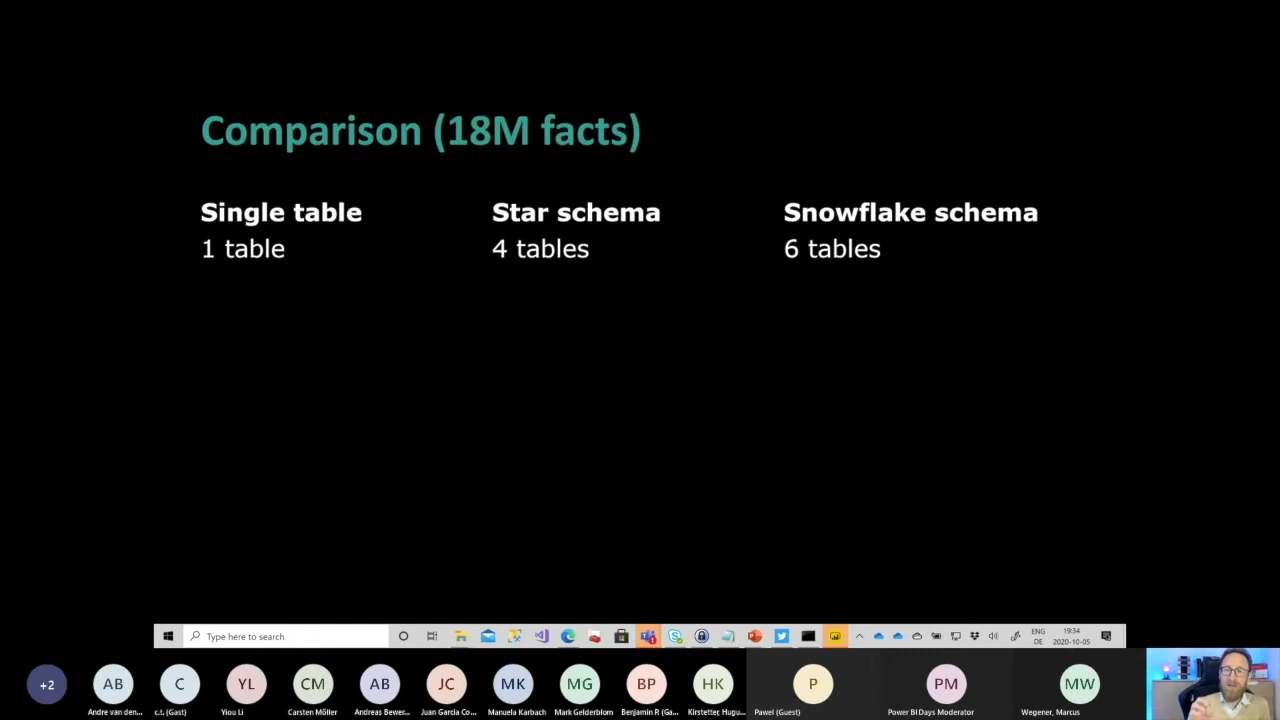 Comparison (18M facts)
Single table
1 table
Star schema
4 tables
Snowflake schema
6 tables
Type here to search
ENG
DE
19:34
2020-10-05
+2
AB
C
YL
CM
AB
JC
MK
MG
BP
HK
P
PM
MW
Andre van den...
c.t. (Gast)
Yiou Li
Carsten Möller
Andreas Bewer...
Juan Garcia Co...
Manuela Karbach
Mark Gelderblom
Benjamin R (Ga...
Kirstetter, Hugu...
Pawel (Guest)
Power BI Days Moderator
Wegener, Marcus